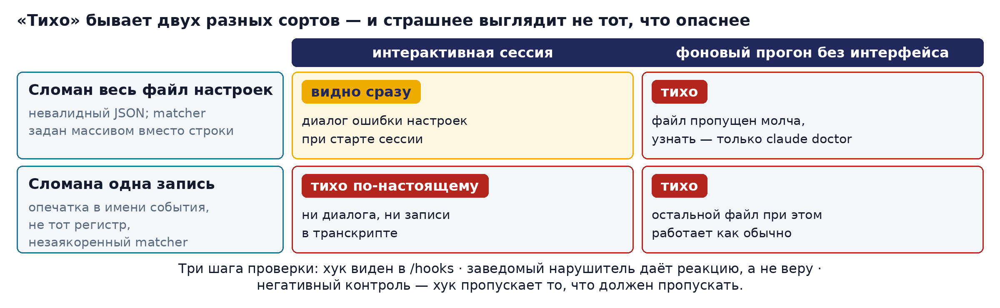 «Тихо» бывает двух разных сортов — и страшнее выглядит не тот, что опаснее
интерактивная сессия
фоновый прогон без интерфейса
Сломан весь файл настроек
невалидный JSON; matcher
задан массивом вместо строки
видно сразу
диалог ошибки настроек
при старте сессии
тихо
файл пропущен молча,
узнать — только claude doctor
Сломана одна запись
опечатка в имени события,
не тот регистр,
незаякоренный matcher
тихо по-настоящему
ни диалога, ни записи
в транскрипте
тихо
остальной файл при этом
работает как обычно
Три шага проверки: хук виден в /hooks · заведомый нарушитель даёт реакцию, а не веру ·
негативный контроль — хук пропускает то, что должен пропускать.